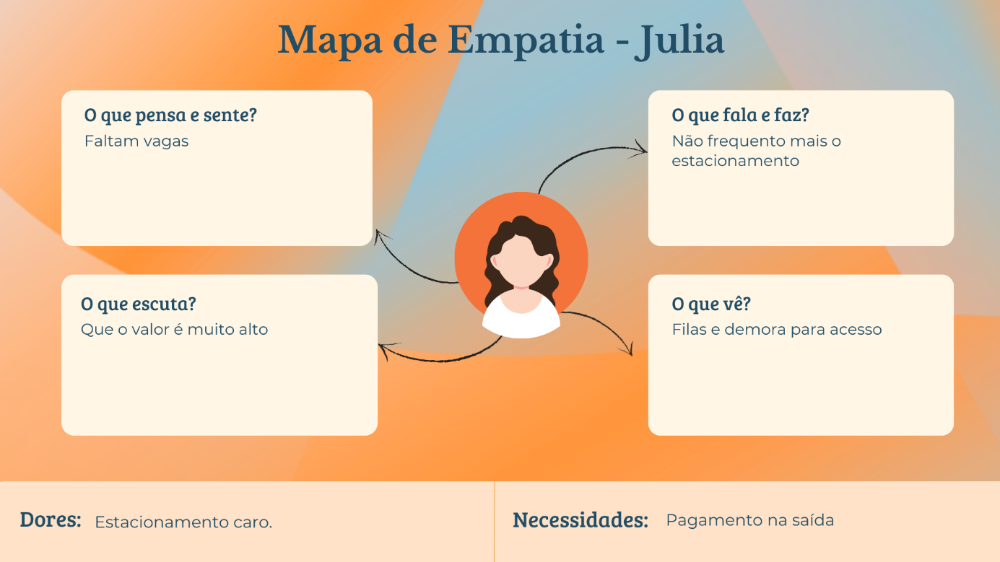 Mapa de Empatia - Julia
O que pensa e sente?
Faltam vagas
O que fala e faz?
Não frequento mais o
estacionamento
O que escuta?
Que o valor é muito alto
O que vê?
Filas e demora para acesso
Dores: Estacionamento caro.
Necessidades: Pagamento na saída